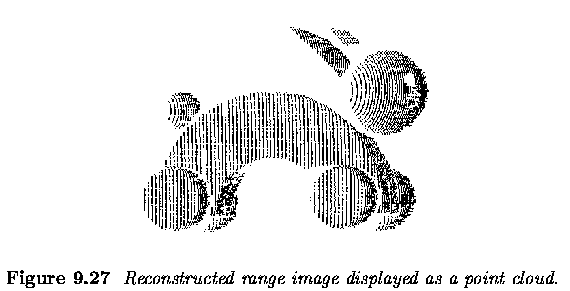 Figure 9.27 Reconstructed range image displayed as a point cloud.